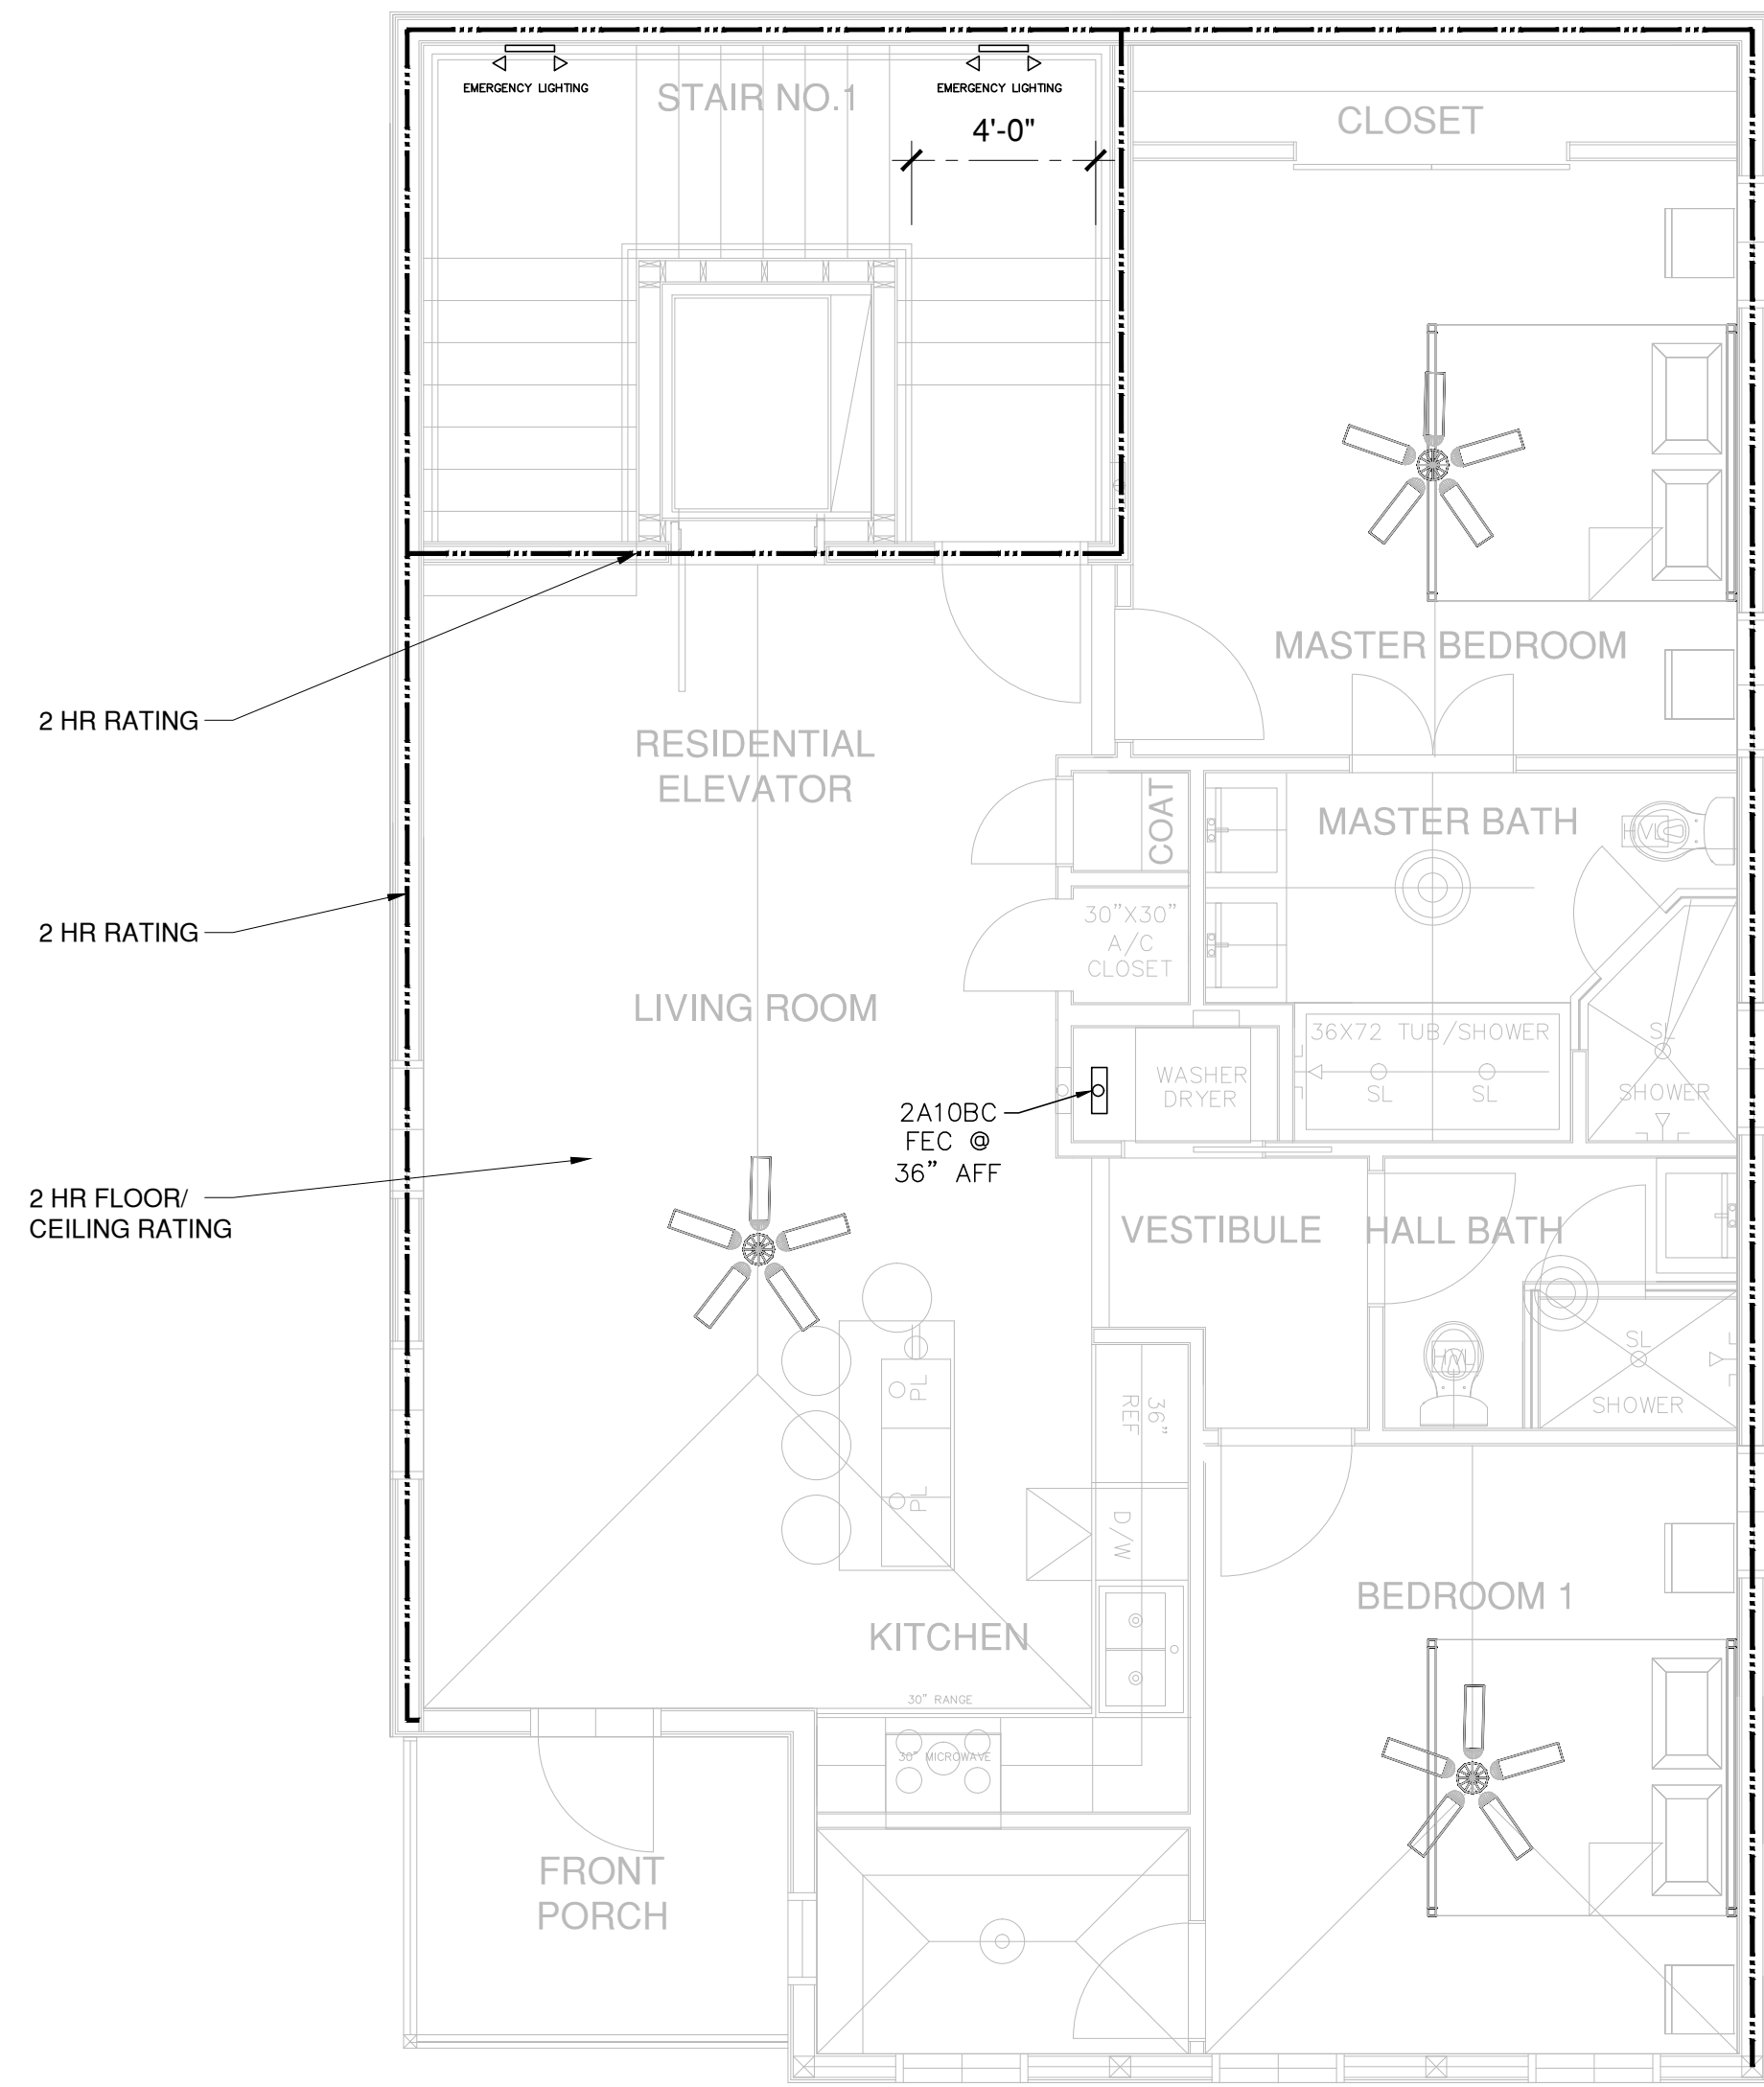 EMERGENCY LIGHTING
STAIR NO.1
EMERGENCY LIGHTING
4'-0"
CLOSET
MASTER BEDROOM
2 HR RATING
RESIDENTIAL
ELEVATOR
COAT
MASTER BATH
HVL
30"X30"
A/C
CLOSET
2 HR RATING
LIVING ROOM
36X72 TUB/SHOWER
SL
SL
SL
SHOWER
WASHER
DRYER
2A10BC
FEC @
36" AFF
2 HR FLOOR/
CEILING RATING
VESTIBULE
HALL BATH
HVL
SL
SHOWER
PL
PL
36"
REF
D/W
BEDROOM 1
KITCHEN
30" RANGE
30" MICROWAVE
FRONT
PORCH